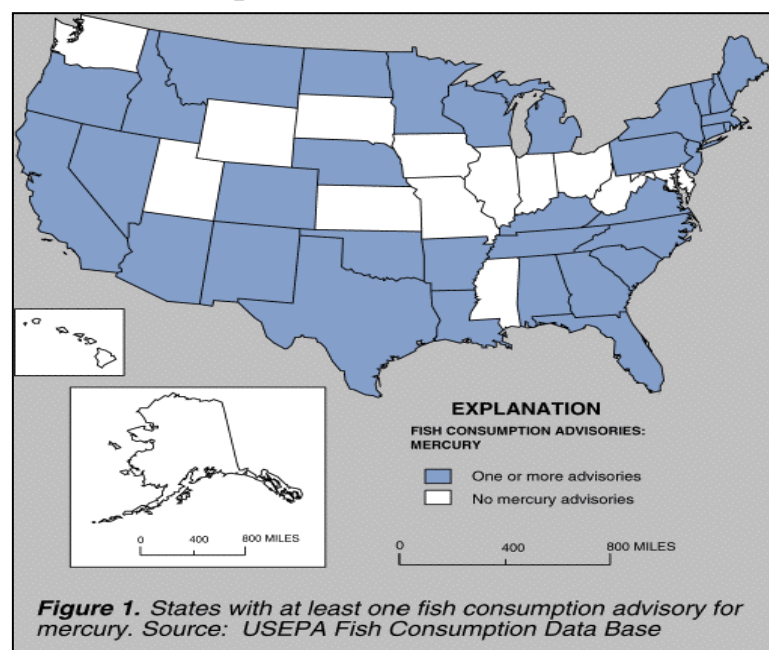 EXPLANATION
FISH CONSUMPTION ADVISORIES:
MERCURY
One or more advisories
No mercury advisories
0 400 800 MILES
0 400 800 MILES
Figure 1. States with at least one fish consumption advisory for
mercury. Source: USEPA Fish Consumption Data Base